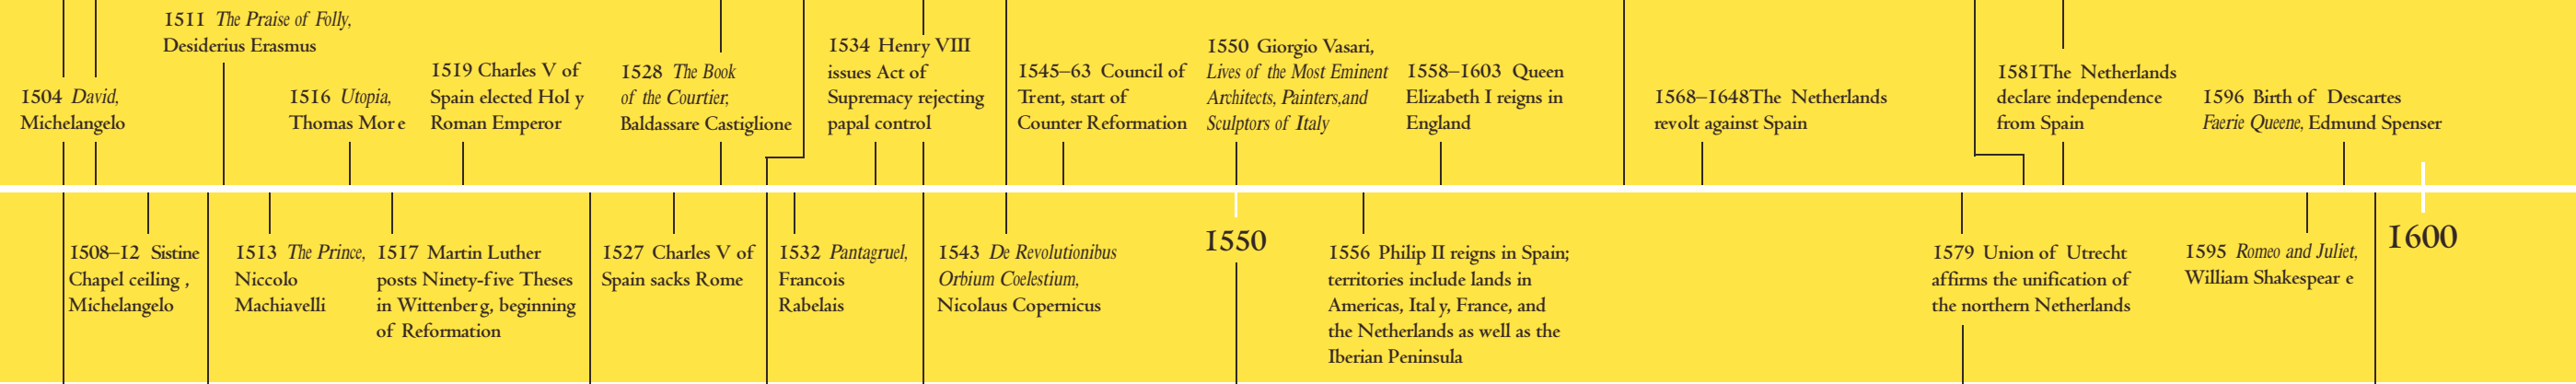 1511 The Praise of Folly,
Desiderius Erasmus
1504 David,
Michelangelo
1516 Utopia,
Thomas Mor e
1519 Charles V of
Spain elected Hol y
Roman Emperor
1528 The Book
of the Courtier,
Baldassare Castiglione
1534 Henry VIII
issues Act of
Supremacy rejecting
papal control
1545–63 Council of
Trent, start of
Counter Reformation
1550 Giorgio Vasari,
Lives of the Most Eminent
Architects, Painters,and
Sculptors of Italy
1558–1603 Queen
Elizabeth I reigns in
England
1568–1648The Netherlands
revolt against Spain
1581The Netherlands
declare independence
from Spain
1596 Birth of Descartes
Faerie Queene, Edmund Spenser
1508–12 Sistine
Chapel ceiling ,
Michelangelo
1513 The Prince,
Niccolo
Machiavelli
1517 Martin Luther
posts Ninety-five Theses
in Wittenber g, beginning
of Reformation
1527 Charles V of
Spain sacks Rome
1532 Pantagruel,
Francois
Rabelais
1543 De Revolutionibus
Orbium Coelestium,
Nicolaus Copernicus
1550
1556 Philip II reigns in Spain;
territories include lands in
Americas, Ital y, France, and
the Netherlands as well as the
Iberian Peninsula
1579 Union of Utrecht
affirms the unification of
the northern Netherlands
1595 Romeo and Juliet,
William Shakespear e
1600